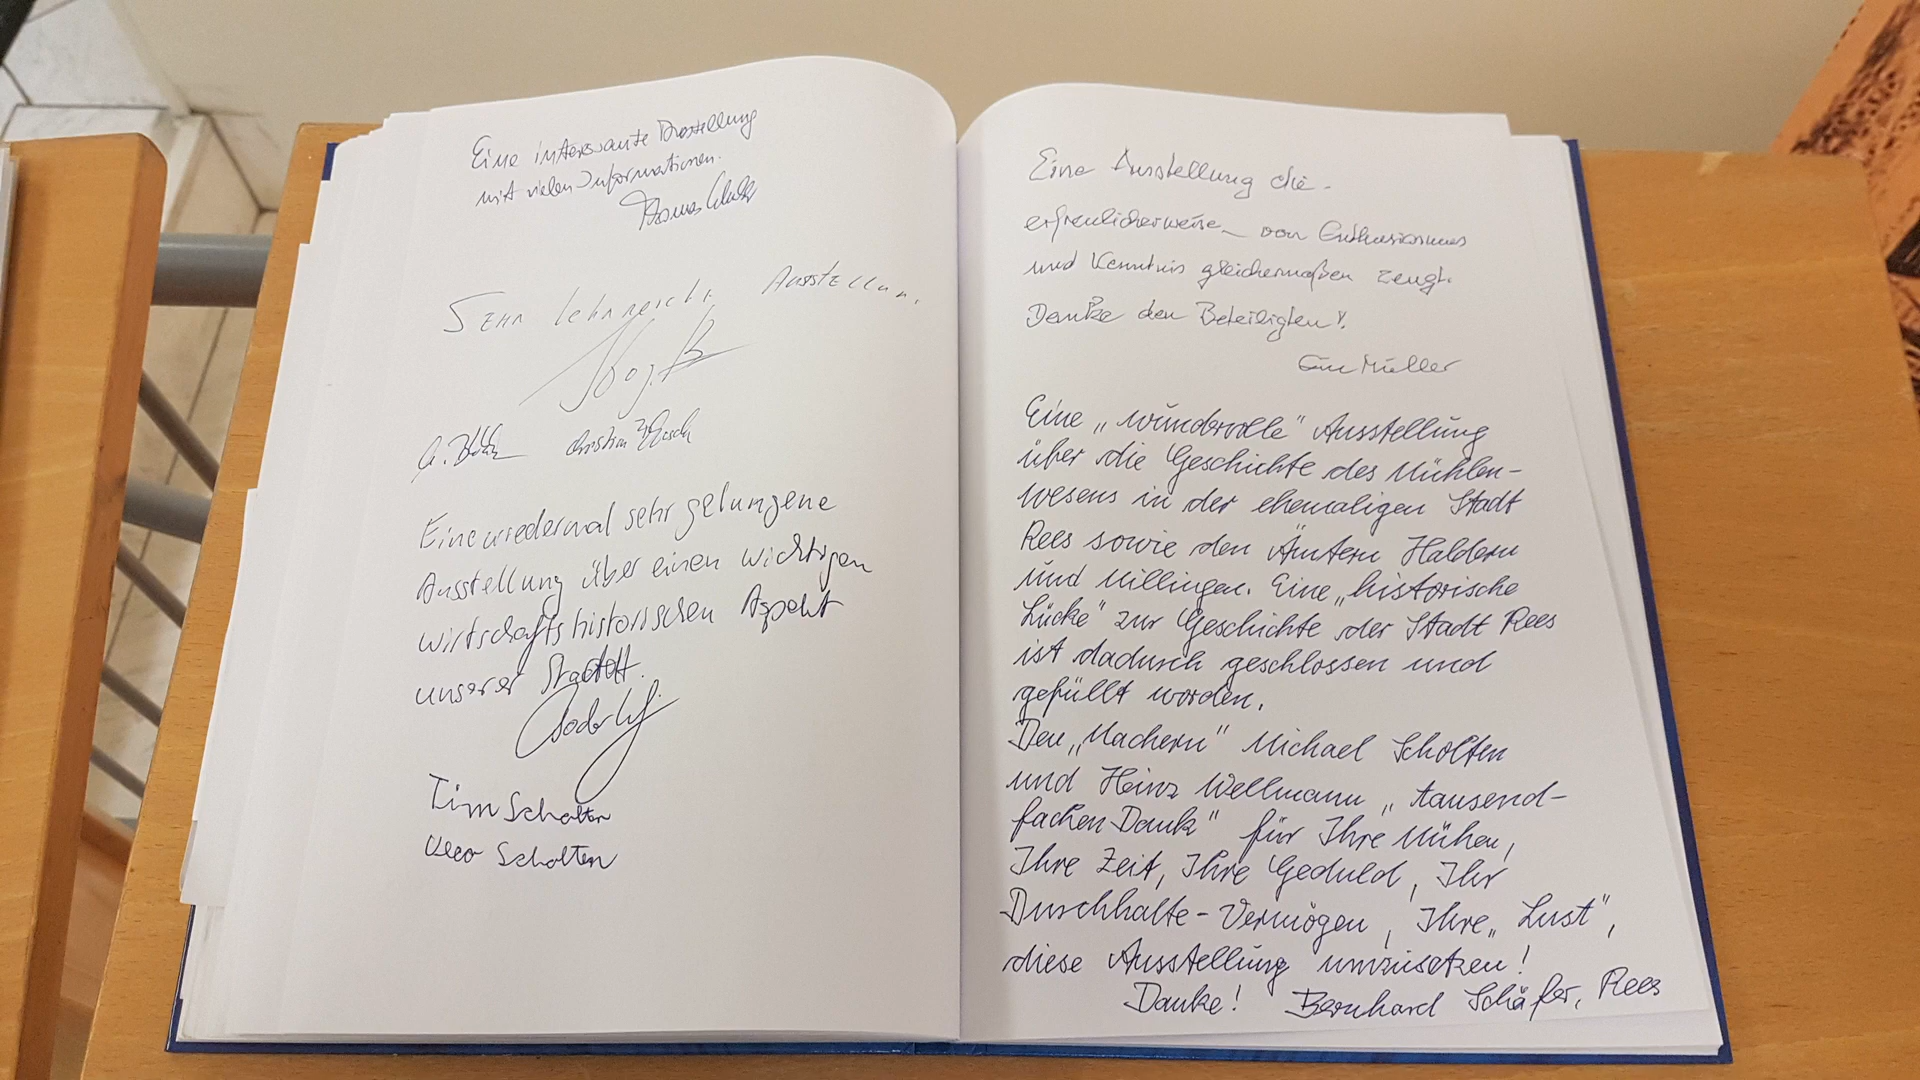 Eine interessante Darstellung
mit vielen Informationen.
Thomas
Sehr lehrreiche Ausstellun.
Eine wiedermal sehr gelungene
Ausstellung über einen wichtigen
wirtschaftshistorischen Aspekt
unserer Stadt.
Tim Scholten
Uwo Scholten
Eine Ausstellung die -
erfreulicherweise - von Enthusiasmus
und Kenntnis gleichermaßen zeugt.
Danke den Beteiligten!
Müller
Eine „wundervolle" Ausstellung
über die Geschichte des Mühlen-
wesens in der ehemaligen Stadt
Rees sowie den Ämtern Haldern
und Millingen. Eine „historische
Lücke" zur Geschichte der Stadt Rees
ist dadurch geschlossen und
gefüllt worden.
Den „Machern" Michael Scholten
und Heinz Wellmann „tausend-
fachen Dank" für Ihre Mühen,
Ihre Zeit, Ihre Geduld, Ihr
Durchhalte-Vermögen, Ihre „Lust",
diese Ausstellung umzusetzen!
Danke! Bernhard Schäfer, Rees